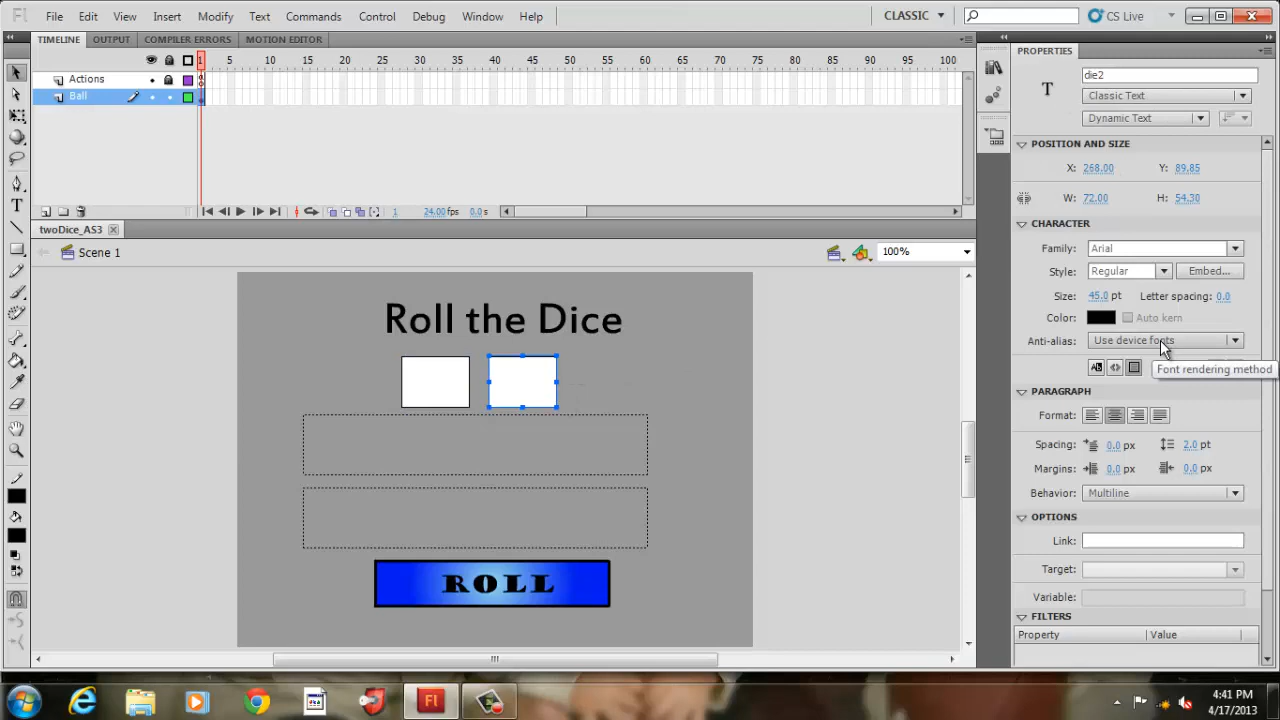 Fl File Edit View Insert Modify Text Commands Control Debug Window Help CLASSIC CS Live
TIMELINE OUTPUT COMPILER ERRORS MOTION EDITOR
1 5 10 15 20 25 30 35 40 45 50 55 60 65 70 75 80 85 90 95 100
Actions
Ball
1 24.00fps 0.0s
twoDice_AS3
Scene 1 100%
Roll the Dice
ROLL
PROPERTIES
T die2
Classic Text
Dynamic Text
POSITION AND SIZE
X: 268.00 Y: 89.85
W: 72.00 H: 54.30
CHARACTER
Family: Arial
Style: Regular Embed...
Size: 45.0 pt Letter spacing: 0.0
Color: Auto kern
Anti-alias: Use device fonts
Font rendering method
PARAGRAPH
Format:
Spacing: 0.0 px 2.0 pt
Margins: 0.0 px 0.0 px
Behavior: Multiline
OPTIONS
Link:
Target:
Variable:
FILTERS
Property Value
Fl
4:41 PM
4/17/2013